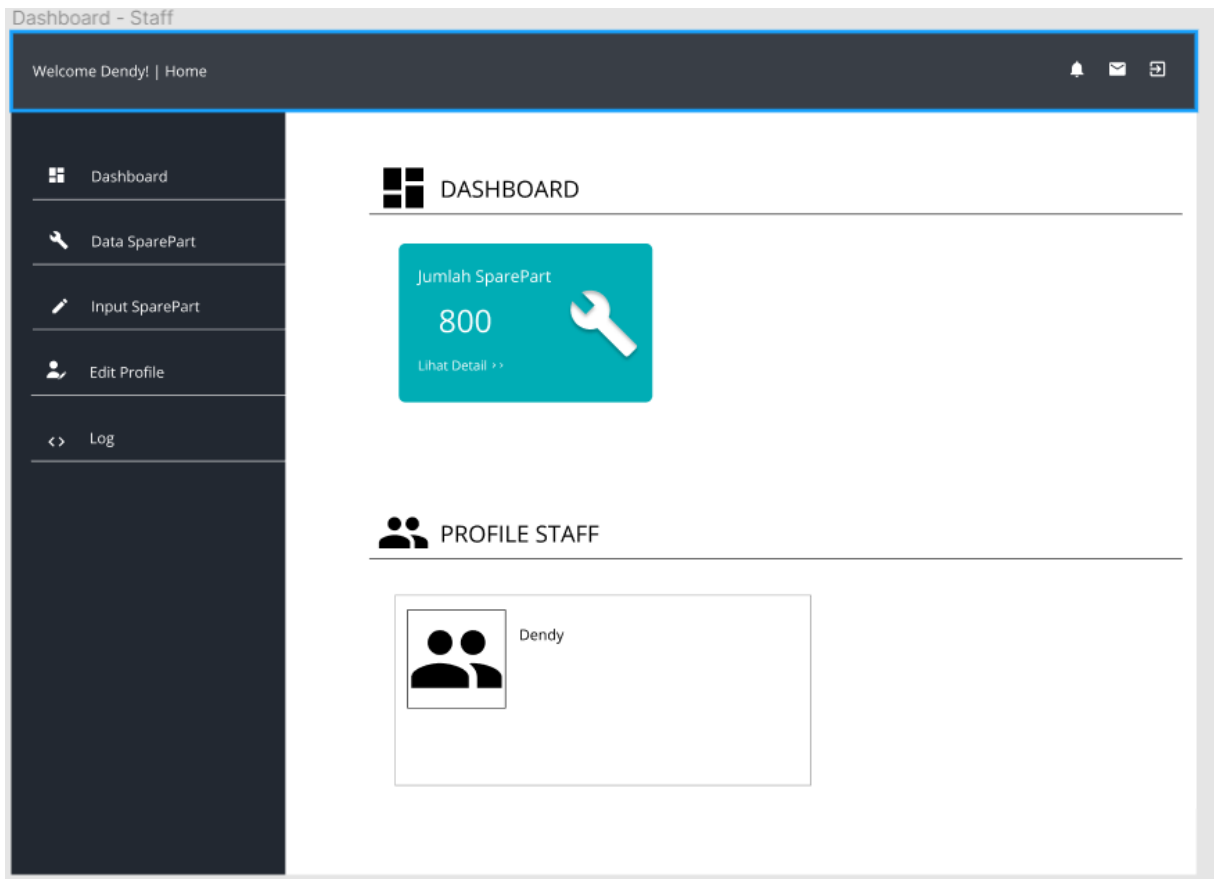 Dashboard - Staff
Welcome Dendy! | Home
Dashboard
Data SparePart
Input SparePart
Edit Profile
Log
DASHBOARD
Jumlah SparePart
800
Lihat Detail >>
PROFILE STAFF
Dendy